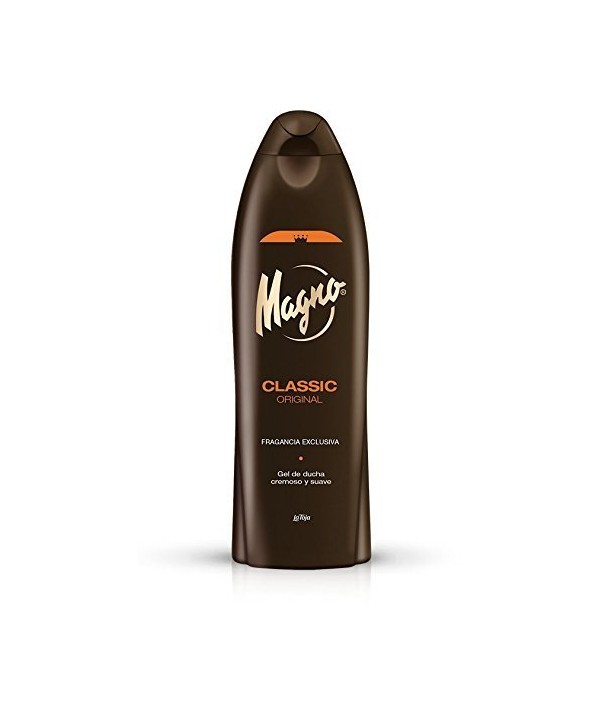 Magno®
CLASSIC
ORIGINAL
FRAGANCIA EXCLUSIVA
Gel de ducha
cremoso y suave
La Toja